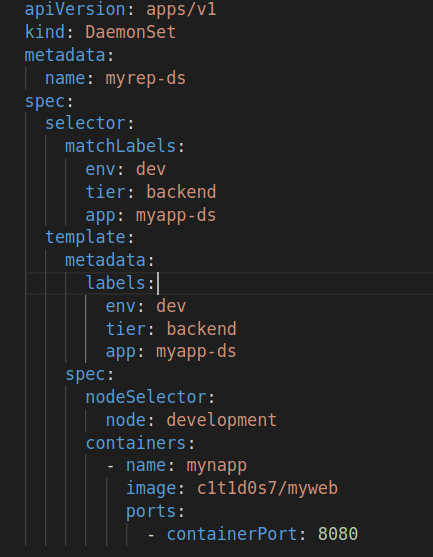 apiVersion: apps/v1
kind: DaemonSet
metadata:
  name: myrep-ds
spec:
  selector:
    matchLabels:
      env: dev
      tier: backend
      app: myapp-ds
  template:
    metadata:
      labels:
        env: dev
        tier: backend
        app: myapp-ds
    spec:
      nodeSelector:
        node: development
      containers:
        - name: mynapp
          image: c1t1d0s7/myweb
          ports:
            - containerPort: 8080